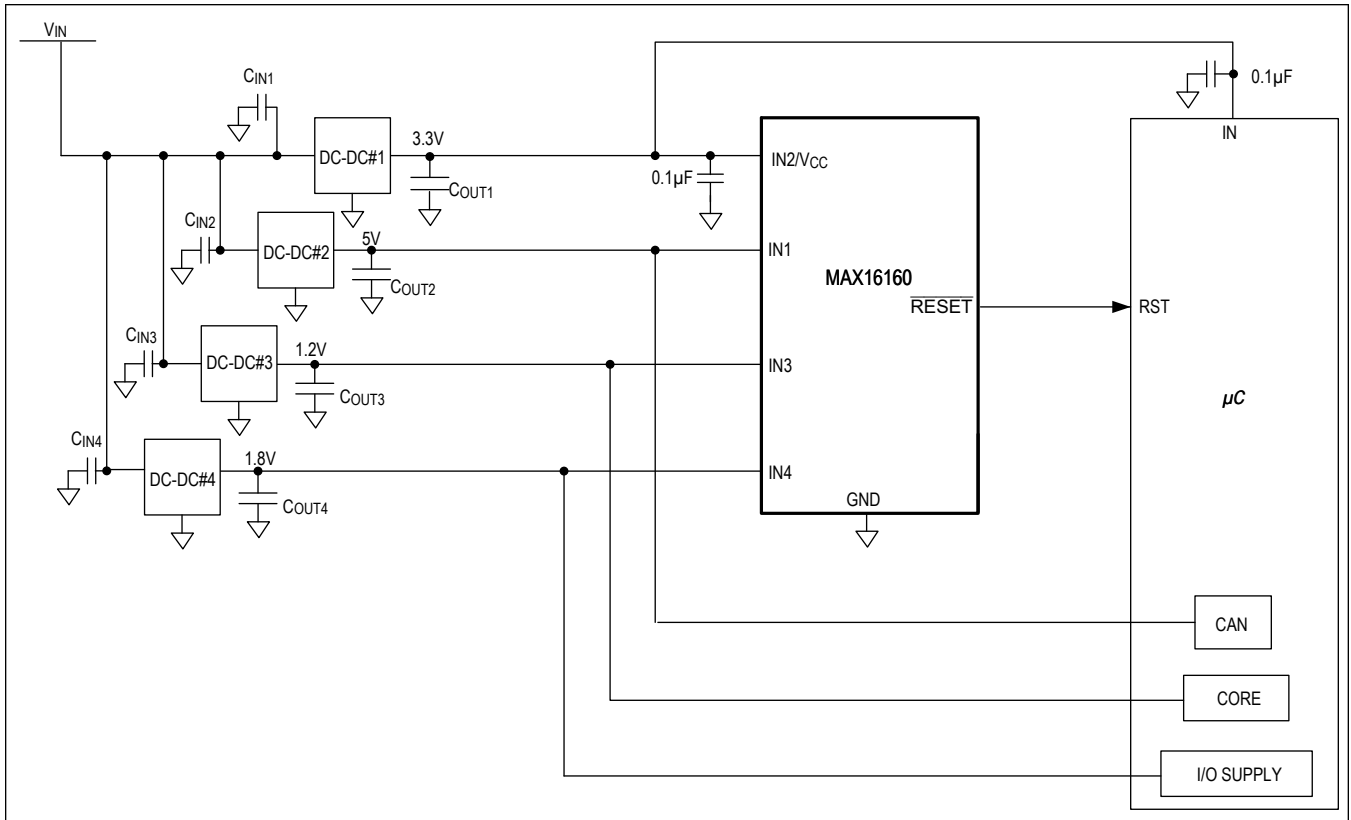 VIN
CIN1
0.1µF
IN
DC-DC#1
3.3V
COUT1
0.1µF
IN2/VCC
CIN2
DC-DC#2
5V
COUT2
IN1
MAX16160
RESET
RST
CIN3
DC-DC#3
1.2V
COUT3
IN3
µC
CIN4
DC-DC#4
1.8V
COUT4
IN4
GND
CAN
CORE
I/O SUPPLY